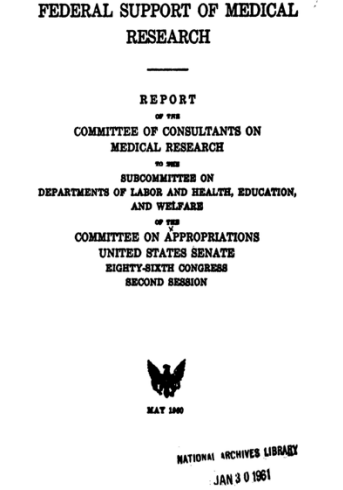 FEDERAL SUPPORT OF MEDICAL
RESEARCH
REPORT
OF THE
COMMITTEE OF CONSULTANTS ON
MEDICAL RESEARCH
TO THE
SUBCOMMITTEE ON
DEPARTMENTS OF LABOR AND HEALTH, EDUCATION,
AND WELFARE
OF THE
COMMITTEE ON APPROPRIATIONS
UNITED STATES SENATE
EIGHTY-SIXTH CONGRESS
SECOND SESSION
MAY 1960
NATIONAL ARCHIVES LIBRARY
JAN 30 1961